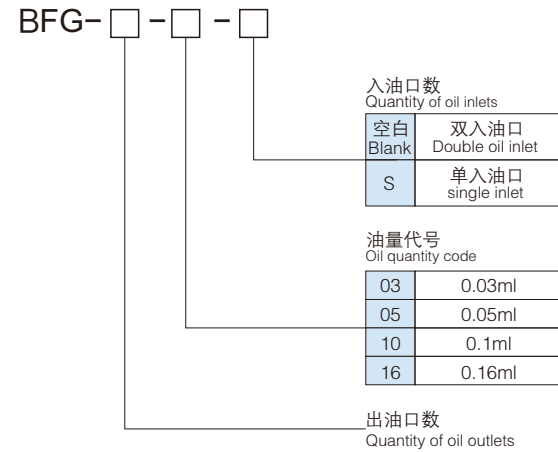 BFG-□-□-□
入油口数
Quantity of oil inlets
空白 双入油口
Blank Double oil inlet
S 单入油口
single inlet
油量代号
Oil quantity code
03 0.03ml
05 0.05ml
10 0.1ml
16 0.16ml
出油口数
Quantity of oil outlets